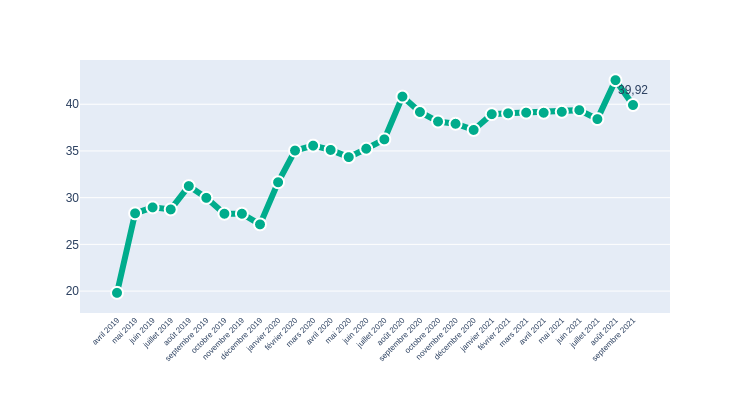 39,92
40
35
30
25
20
avril 2019
mai 2019
juin 2019
juillet 2019
août 2019
septembre 2019
octobre 2019
novembre 2019
décembre 2019
janvier 2020
février 2020
mars 2020
avril 2020
mai 2020
juin 2020
juillet 2020
août 2020
septembre 2020
octobre 2020
novembre 2020
décembre 2020
janvier 2021
février 2021
mars 2021
avril 2021
mai 2021
juin 2021
juillet 2021
août 2021
septembre 2021